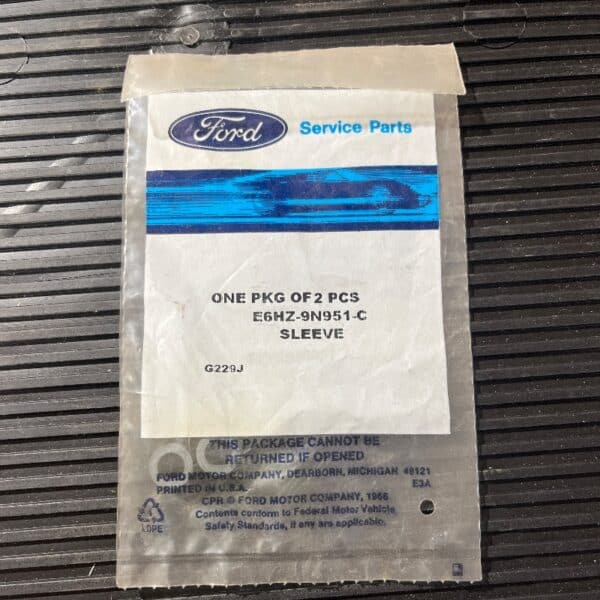 Ford Service Parts
ONE PKG OF 2 PCS
E6HZ-9N951-C
SLEEVE
G229J
THIS PACKAGE CANNOT BE
RETURNED IF OPENED
FORD MOTOR COMPANY, DEARBORN, MICHIGAN 48121
PRINTED IN U.S.A. E3A
CPR © FORD MOTOR COMPANY, 1966
Contents conform to Federal Motor Vehicle
Safety Standards, if any are applicable.
LDPE